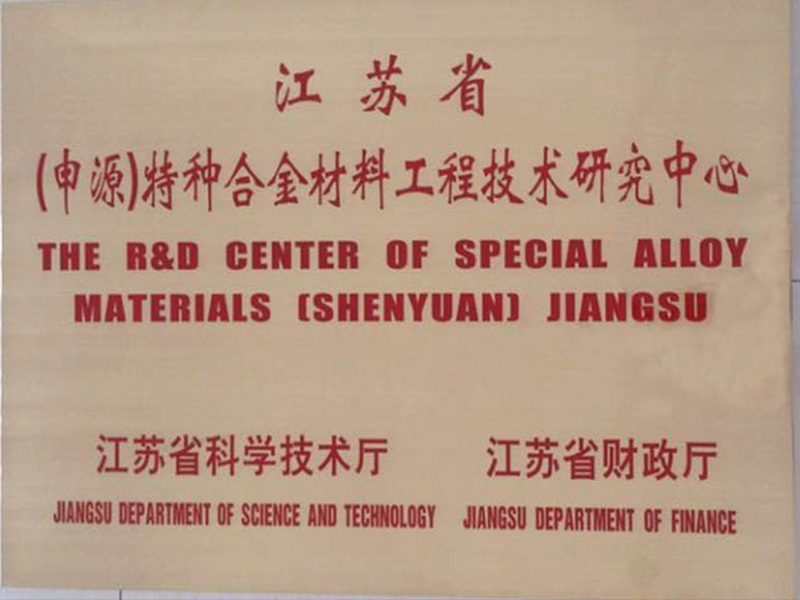 江苏省
(申源)特种合金材料工程技术研究中心
THE R&D CENTER OF SPECIAL ALLOY
MATERIALS (SHENYUAN) JIANGSU
江苏省科学技术厅 江苏省财政厅
JIANGSU DEPARTMENT OF SCIENCE AND TECHNOLOGY JIANGSU DEPARTMENT OF FINANCE